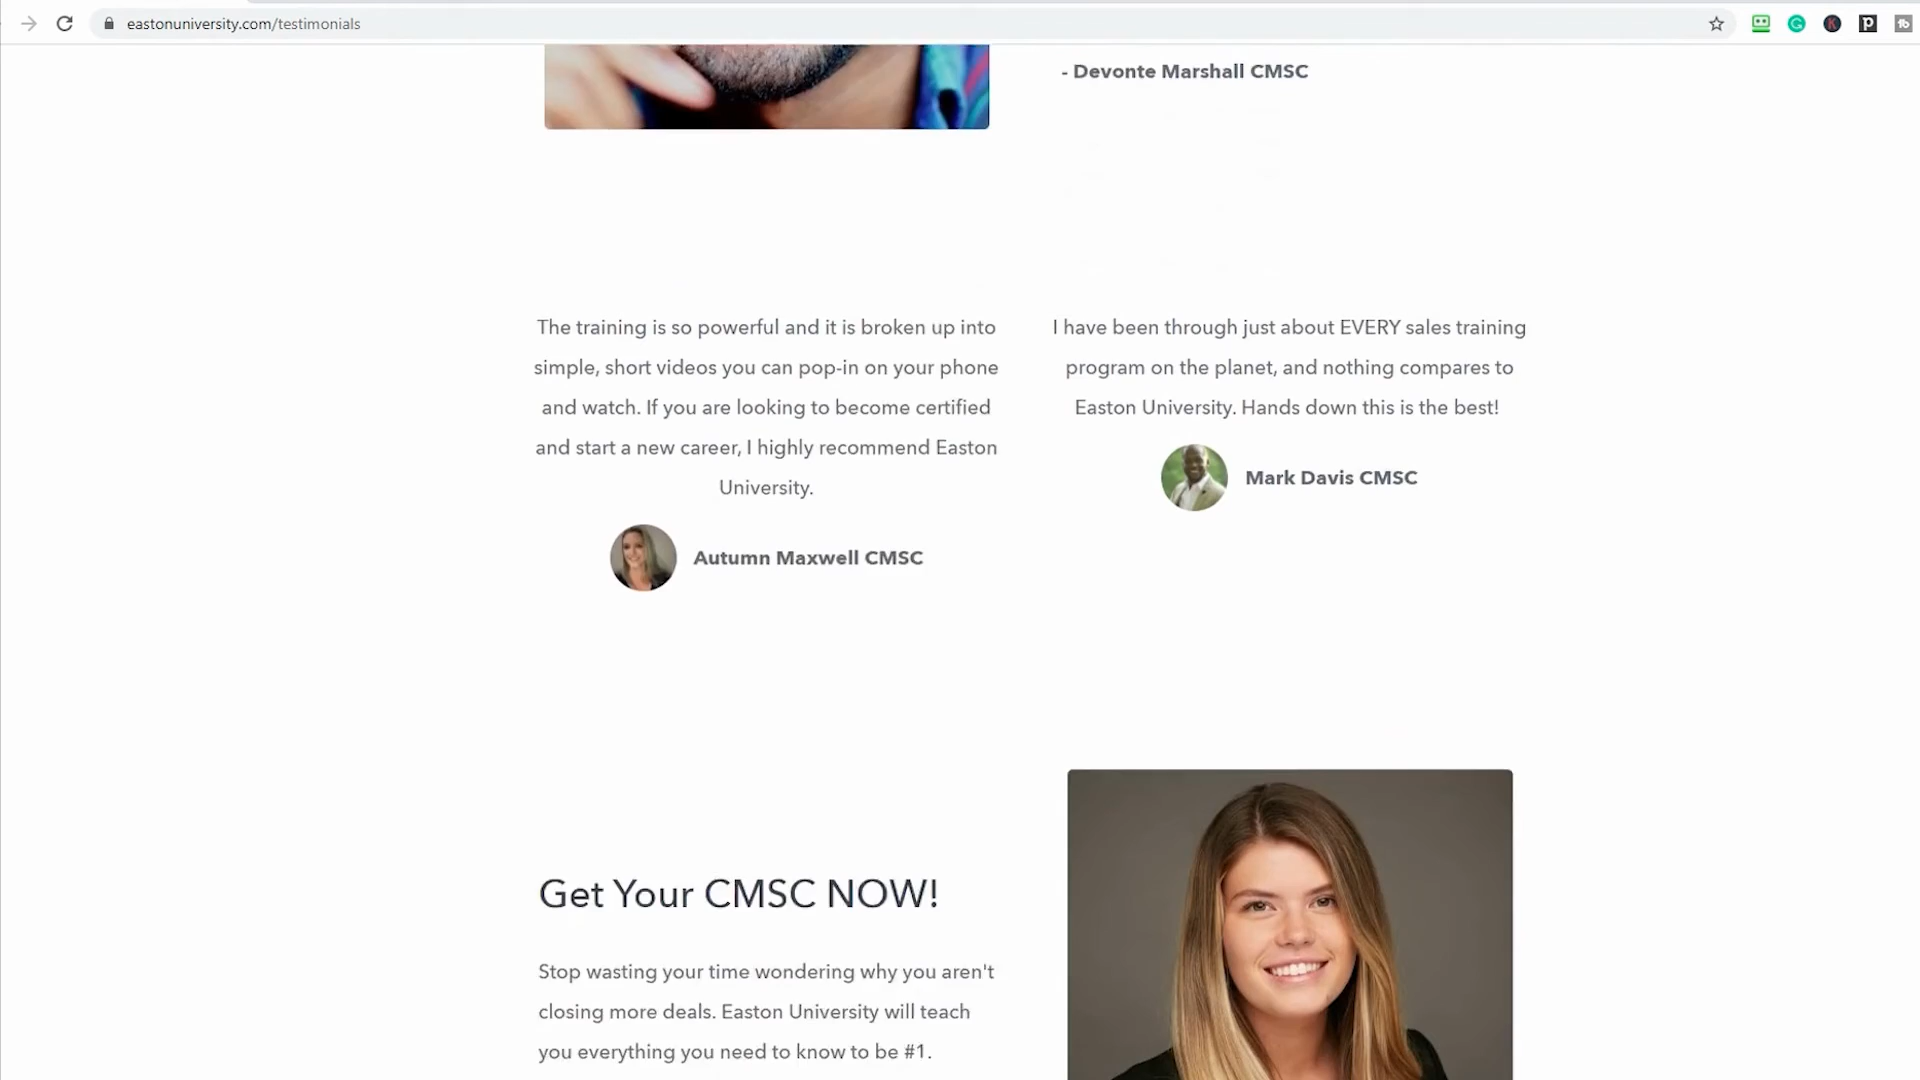 eastonuniversity.com/testimonials
- Devonte Marshall CMSC
The training is so powerful and it is broken up into
simple, short videos you can pop-in on your phone
and watch. If you are looking to become certified
and start a new career, I highly recommend Easton
University.
Autumn Maxwell CMSC
I have been through just about EVERY sales training
program on the planet, and nothing compares to
Easton University. Hands down this is the best!
Mark Davis CMSC
Get Your CMSC NOW!
Stop wasting your time wondering why you aren't
closing more deals. Easton University will teach
you everything you need to know to be #1.